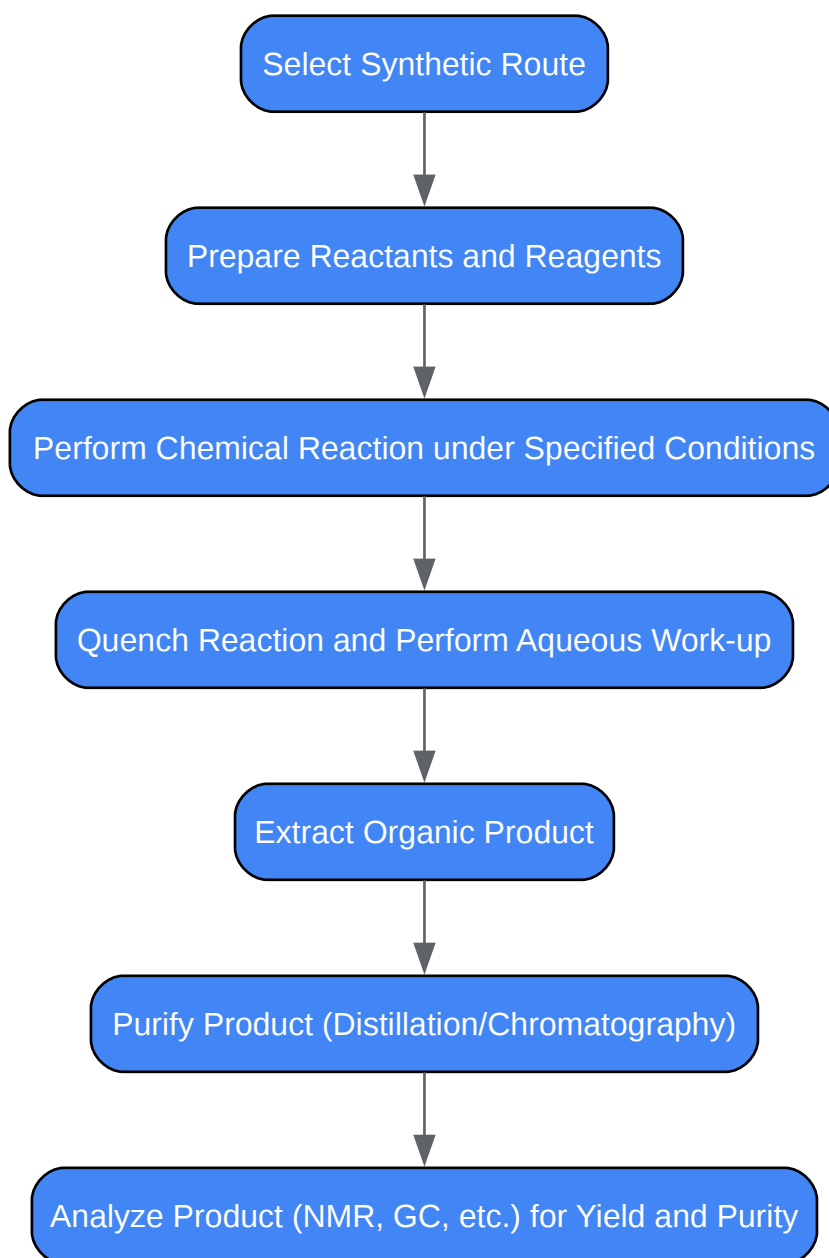 Select Synthetic Route
Prepare Reactants and Reagents
Perform Chemical Reaction under Specified Conditions
Quench Reaction and Perform Aqueous Work-up
Extract Organic Product
Purify Product (Distillation/Chromatography)
Analyze Product (NMR, GC, etc.) for Yield and Purity